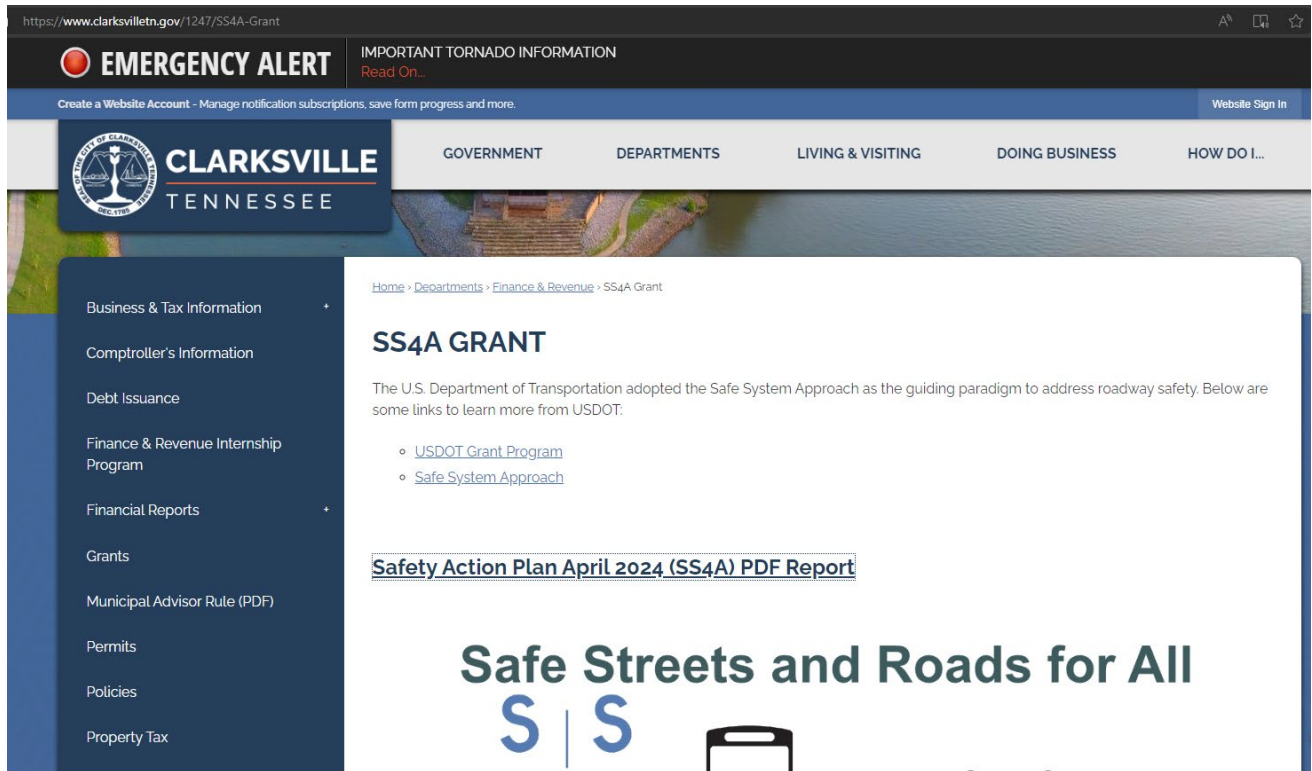 https://www.clarksvilletn.gov/1247/SS4A-Grant
EMERGENCY ALERT
IMPORTANT TORNADO INFORMATION
Read On...
Create a Website Account - Manage notification subscriptions, save form progress and more.
Website Sign In
CLARKSVILLE
TENNESSEE
GOVERNMENT
DEPARTMENTS
LIVING & VISITING
DOING BUSINESS
HOW DO I...
Business & Tax Information +
Comptroller's Information
Debt Issuance
Finance & Revenue Internship
Program
Financial Reports +
Grants
Municipal Advisor Rule (PDF)
Permits
Policies
Property Tax
Home › Departments › Finance & Revenue › SS4A Grant
SS4A GRANT
The U.S. Department of Transportation adopted the Safe System Approach as the guiding paradigm to address roadway safety. Below are
some links to learn more from USDOT:
USDOT Grant Program
Safe System Approach
Safety Action Plan April 2024 (SS4A) PDF Report
Safe Streets and Roads for All
S | S